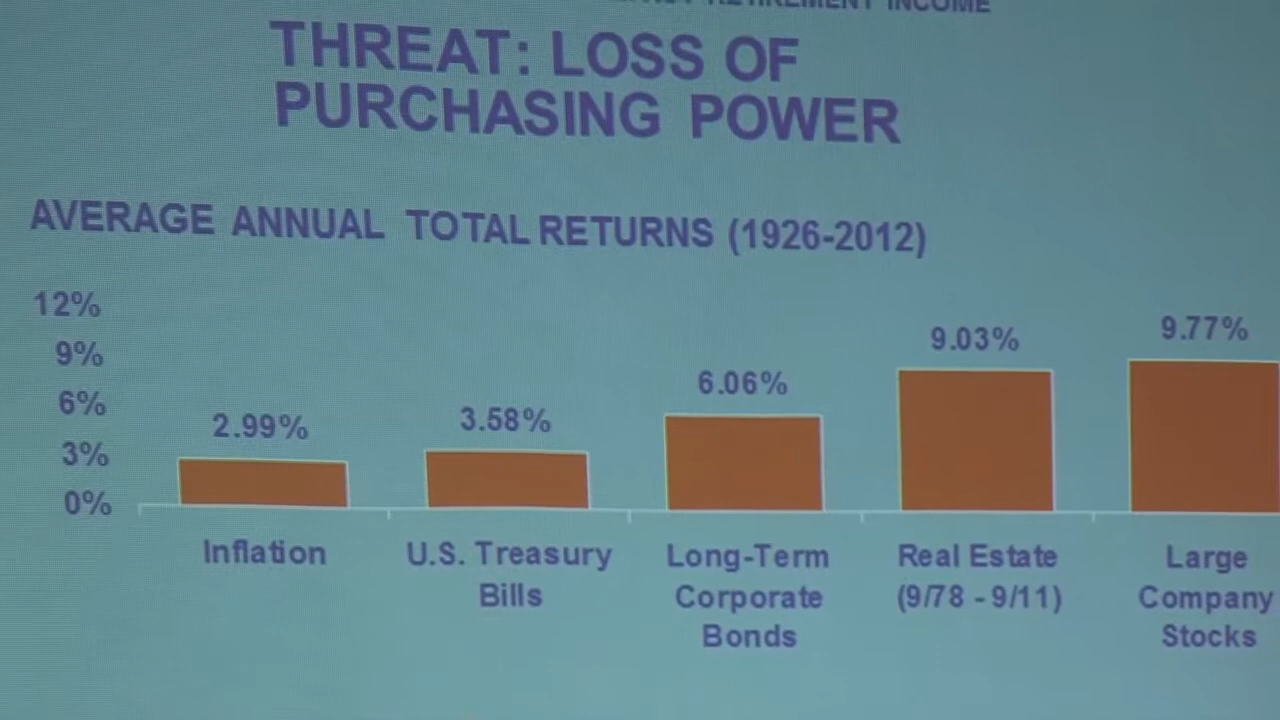 RETIREMENT INCOME
THREAT: LOSS OF
PURCHASING POWER
AVERAGE ANNUAL TOTAL RETURNS (1926-2012)
12%
9%
6%
3%
0%
2.99%
3.58%
6.06%
9.03%
9.77%
Inflation
U.S. Treasury
Bills
Long-Term
Corporate
Bonds
Real Estate
(9/78 - 9/11)
Large
Company
Stocks